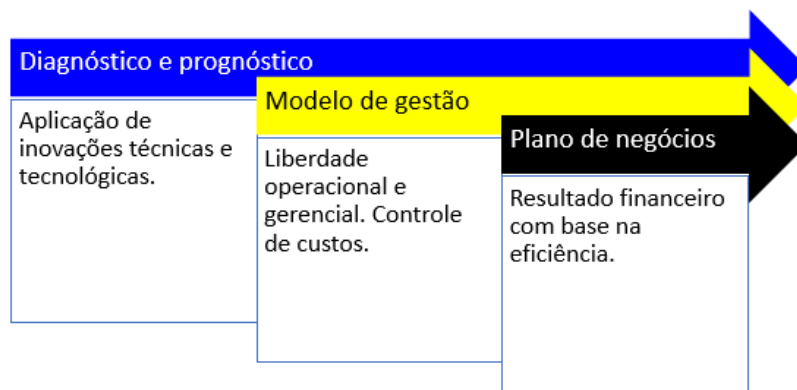 Diagnóstico e prognóstico
Aplicação de
inovações técnicas e
tecnológicas.
Modelo de gestão
Liberdade
operacional e
gerencial. Controle
de custos.
Plano de negócios
Resultado financeiro
com base na
eficiência.